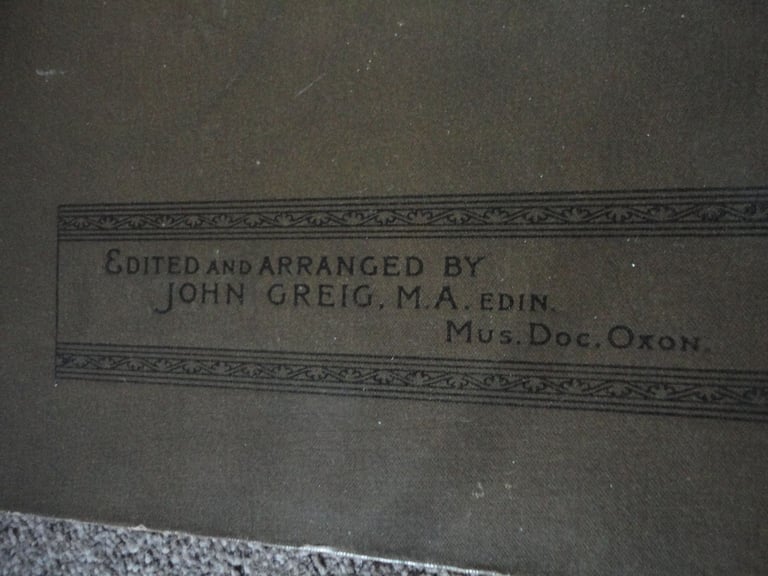 EDITED AND ARRANGED BY
JOHN GREIG, M.A. EDIN.
MUS. DOC. OXON.